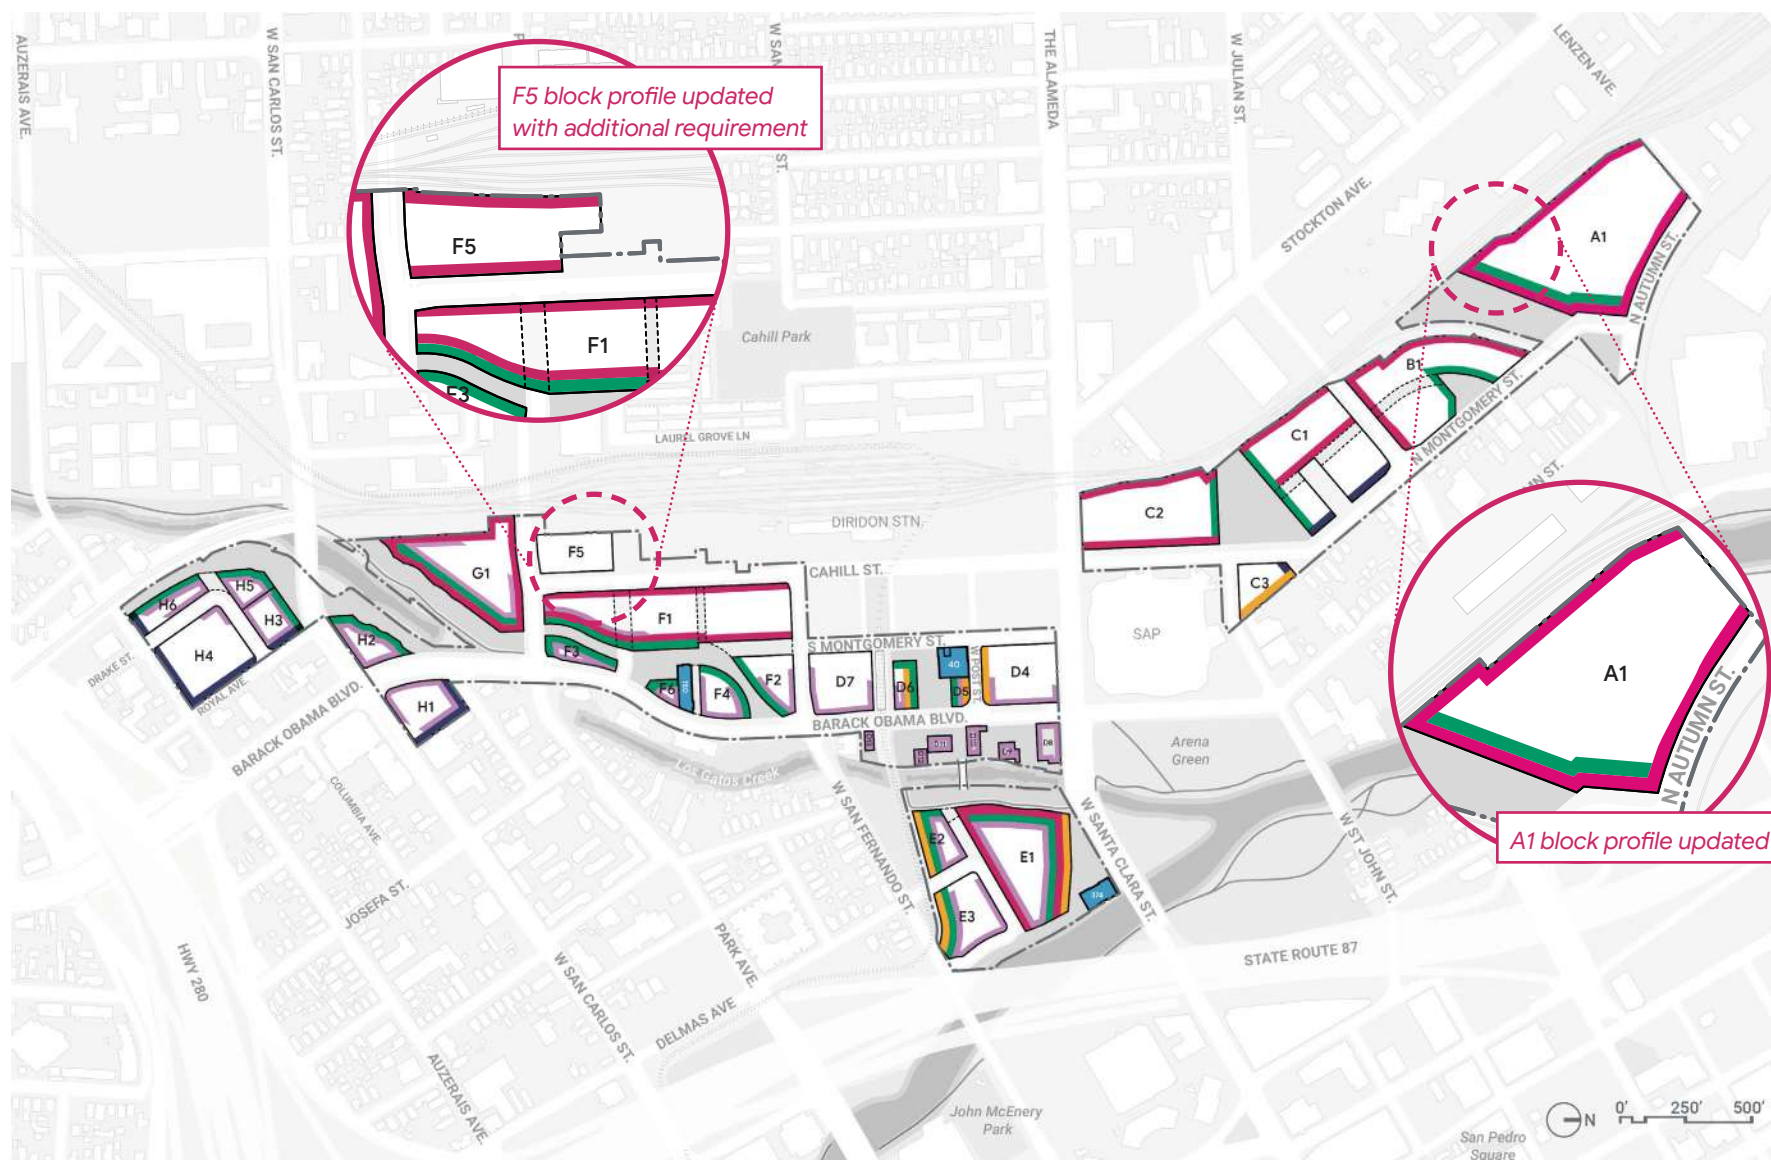 AUZERAIS AVE.
W SAN CARLOS ST.
THE ALAMEDA
W JULIAN ST.
LENZEN AVE.
F5 block profile updated
with additional requirement
STOCKTON AVE.
F5
F1
F3
Cahill Park
LAUREL GROVE LN
A1
N AUTUMN ST.
B1
N MONTGOMERY ST.
C1
C2
C3
DIRIDON STN.
CAHILL ST.
SAP
G1
F5
F1
F3
F6
F4
F2
S MONTGOMERY ST.
D7
D6
40
D5
W POST ST.
D4
D8
BARACK OBAMA BLVD.
H6
H5
H3
H4
H2
H1
DRAKE ST.
ROYAL AVE.
BARACK OBAMA BLVD.
COLUMBIA AVE
Los Gatos Creek
Arena
Green
A1
N AUTUMN ST.
A1 block profile updated
W SAN FERNANDO ST.
E2
E1
E3
W SANTA CLARA ST.
W ST JOHN ST.
JOSEFA ST.
HWY 280
PARK AVE.
W SAN CARLOS ST.
DELMAS AVE
AUZERAIS AVE.
STATE ROUTE 87
John McEnery
Park
San Pedro
Square
N
0' 250' 500'